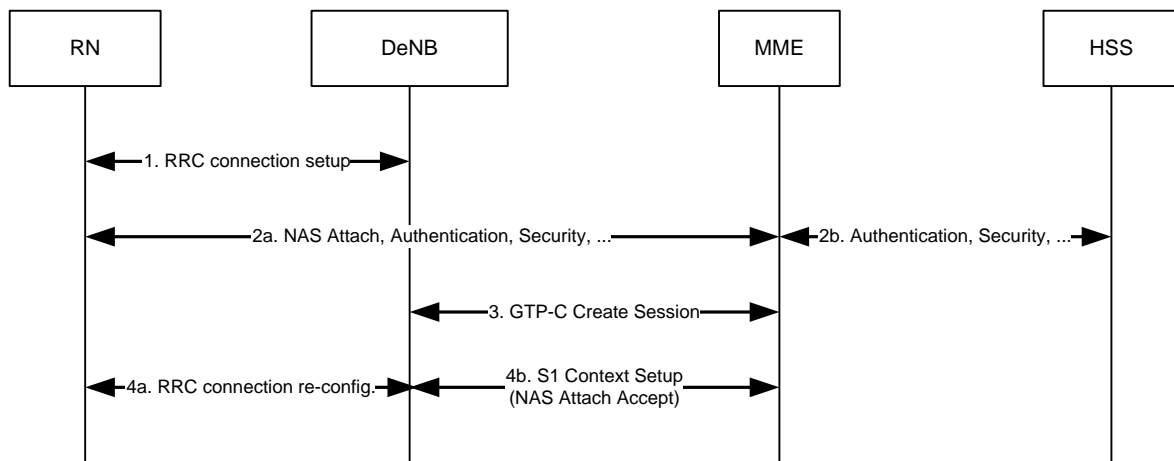 RN
DeNB
MME
HSS
1. RRC connection setup
2a. NAS Attach, Authentication, Security, ...
2b. Authentication, Security, ...
3. GTP-C Create Session
4a. RRC connection re-config.
4b. S1 Context Setup
(NAS Attach Accept)